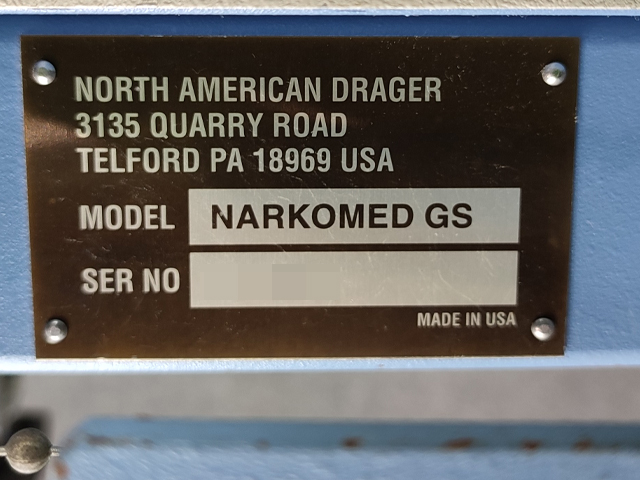 NORTH AMERICAN DRAGER
3135 QUARRY ROAD
TELFORD PA 18969 USA
MODEL NARKOMED GS
SER NO
MADE IN USA